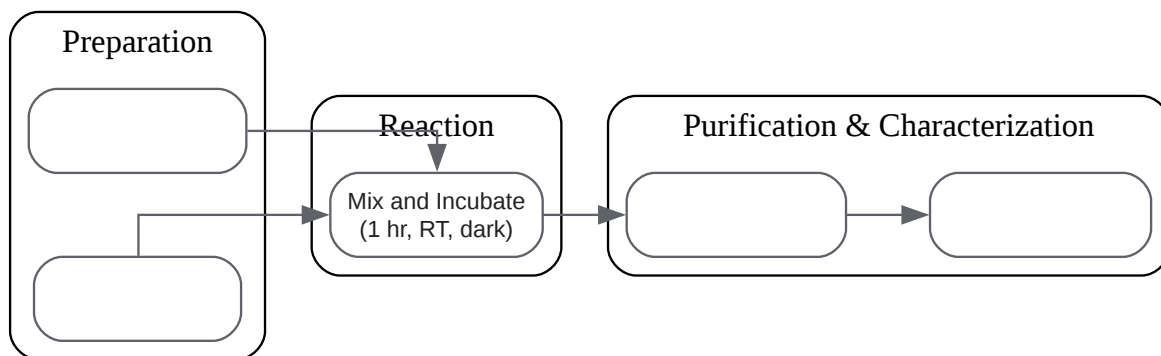 Preparation
Reaction
Purification & Characterization
Mix and Incubate
(1 hr, RT, dark)